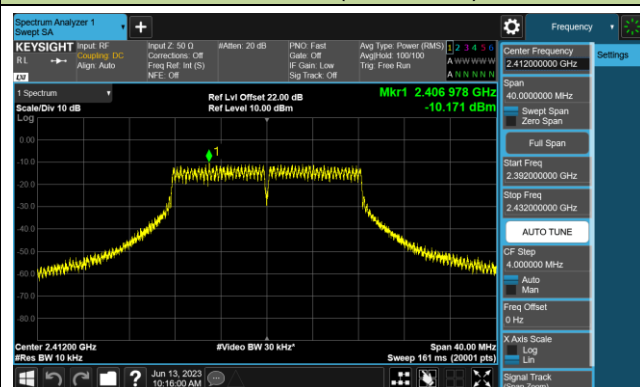 Spectrum Analyzer 1
Swept SA
Frequency
KEYSIGHT
RL
Input: RF
Coupling: DC
Align: Auto
Input Z: 50 Ω
Corrections: Off
Freq Ref: Int (S)
NFE: Off
#Atten: 20 dB
PNO: Fast
Gate: Off
IF Gain: Low
Sig Track: Off
Avg Type: Power (RMS)
Avg|Hold: 100/100
Trig: Free Run
1 2 3 4 5 6
A W W W W W
A N N N N N
LXI
1 Spectrum
Scale/Div 10 dB
Log
Ref Lvl Offset 22.00 dB
Ref Level 10.00 dBm
Mkr1 2.406 978 GHz
-10.171 dBm
1
0.00
-10.0
-20.0
-30.0
-40.0
-50.0
-60.0
-70.0
-80.0
Center 2.41200 GHz
#Res BW 10 kHz
#Video BW 30 kHz*
Span 40.00 MHz
Sweep 161 ms (20001 pts)
Jun 13, 2023
10:16:00 AM
Center Frequency
2.412000000 GHz
Settings
Span
40.0000000 MHz
Swept Span
Zero Span
Full Span
Start Freq
2.392000000 GHz
Stop Freq
2.432000000 GHz
AUTO TUNE
CF Step
4.000000 MHz
Auto
Man
Freq Offset
0 Hz
X Axis Scale
Log
Lin
Signal Track
(Span Zoom)